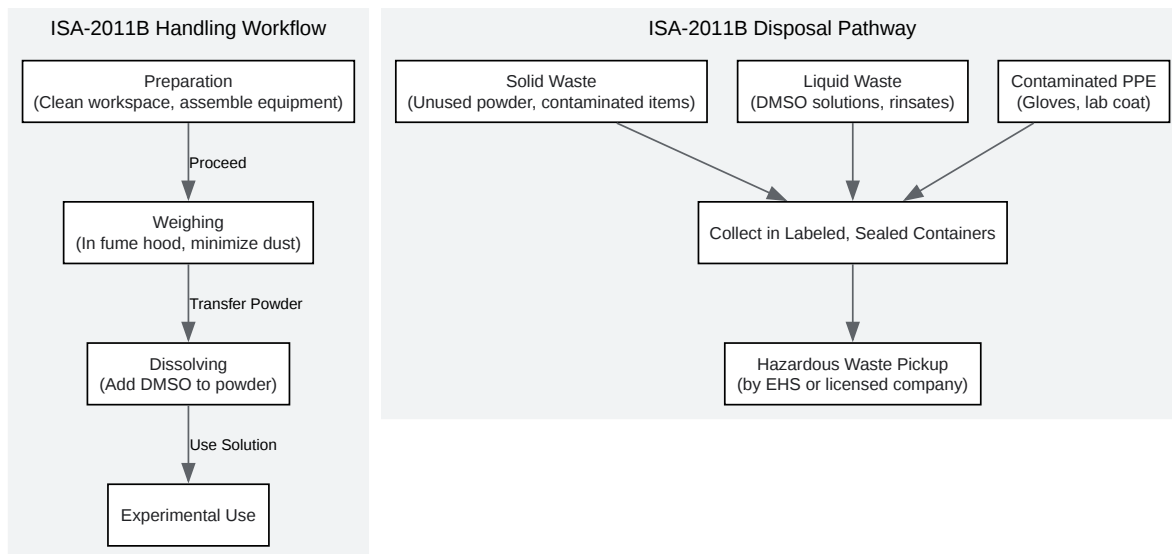 ISA-2011B Handling Workflow
Preparation
(Clean workspace, assemble equipment)
Proceed
Weighing
(In fume hood, minimize dust)
Transfer Powder
Dissolving
(Add DMSO to powder)
Use Solution
Experimental Use
ISA-2011B Disposal Pathway
Solid Waste
(Unused powder, contaminated items)
Liquid Waste
(DMSO solutions, rinsates)
Contaminated PPE
(Gloves, lab coat)
Collect in Labeled, Sealed Containers
Hazardous Waste Pickup
(by EHS or licensed company)